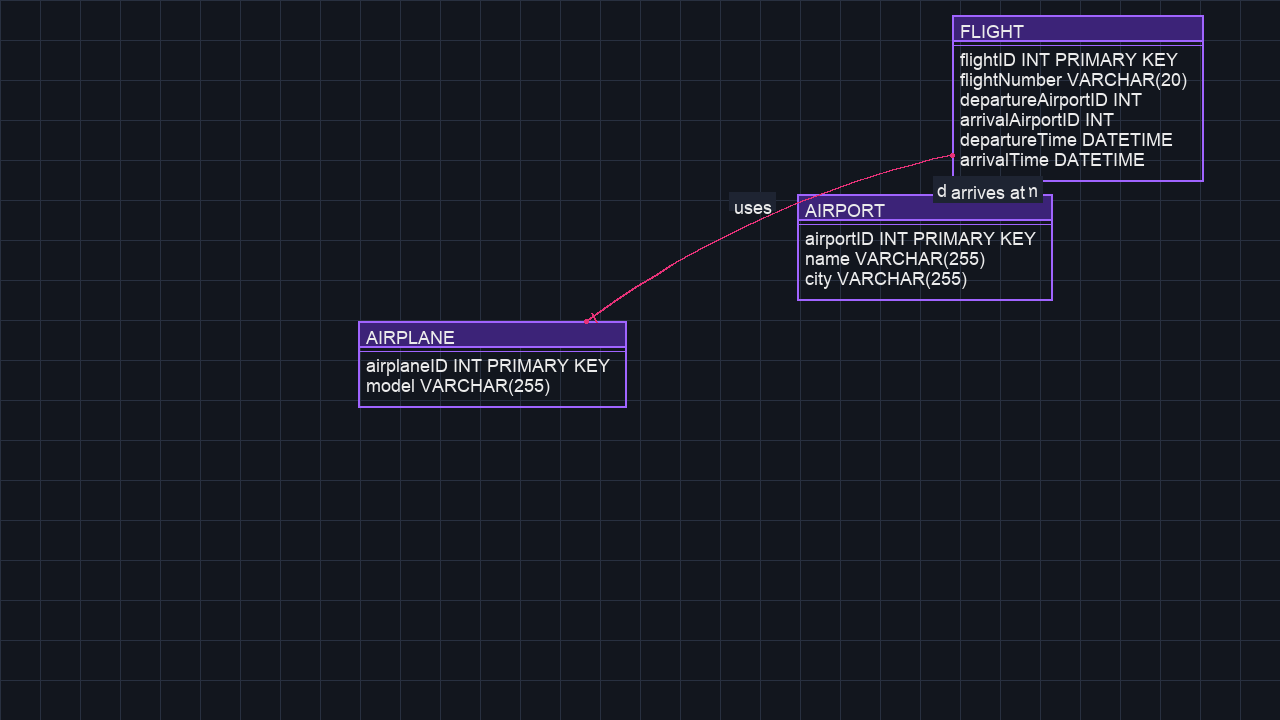 FLIGHT
flightID INT PRIMARY KEY
flightNumber VARCHAR(20)
departureAirportID INT
arrivalAirportID INT
departureTime DATETIME
arrivalTime DATETIME
arrives at
uses
AIRPORT
airportID INT PRIMARY KEY
name VARCHAR(255)
city VARCHAR(255)
AIRPLANE
airplaneID INT PRIMARY KEY
model VARCHAR(255)